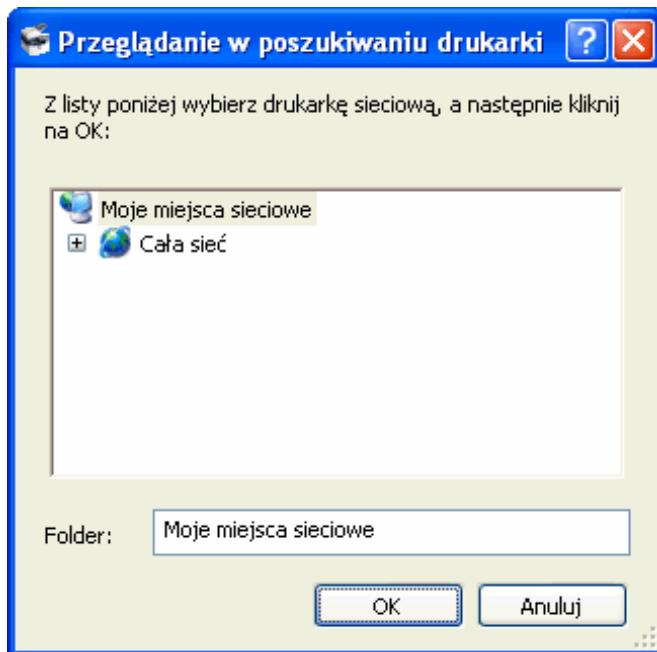 Przeglądanie w poszukiwaniu drukarki
Z listy poniżej wybierz drukarkę sieciową, a następnie kliknij
na OK:
Moje miejsca sieciowe
Cała sieć
Folder: Moje miejsca sieciowe
OK Anuluj